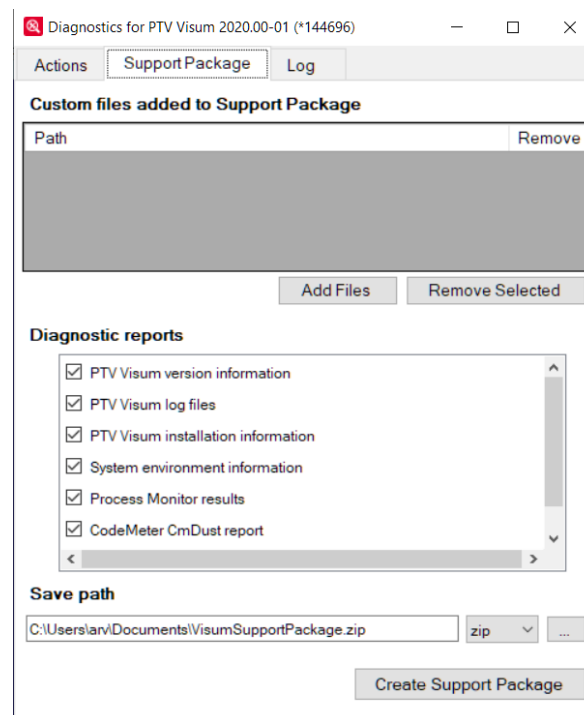 Diagnostics for PTV Visum 2020.00-01 (*144696)
Actions Support Package Log
Custom files added to Support Package
Path Remove
Add Files Remove Selected
Diagnostic reports
PTV Visum version information
PTV Visum log files
PTV Visum installation information
System environment information
Process Monitor results
CodeMeter CmDust report
Save path
C:\Users\arv\Documents\VisumSupportPackage.zip zip ...
Create Support Package